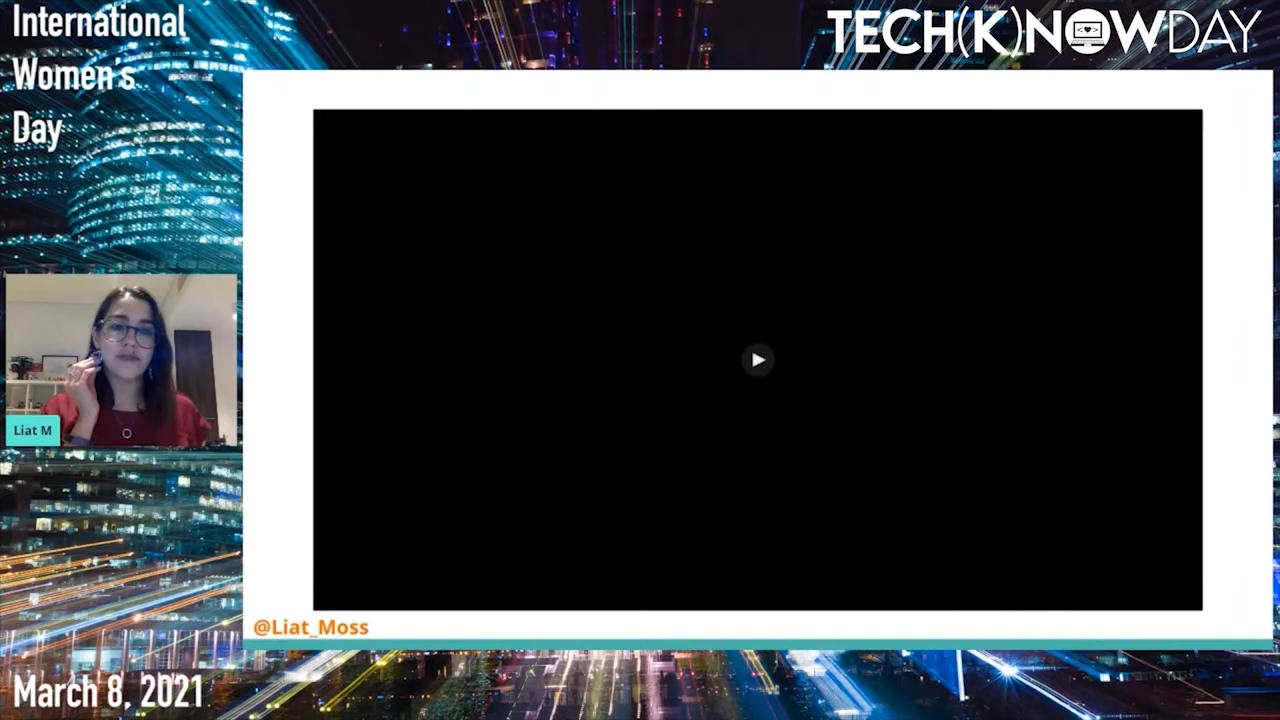 International
Women's
Day
TECH(K)NOWDAY
Liat M
@Liat_Moss
March 8, 2021